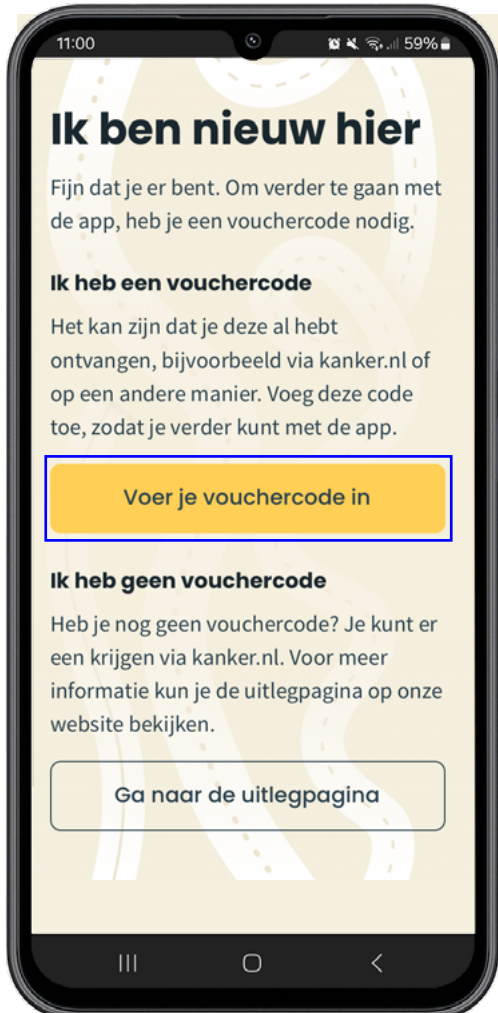 11:00
59%
Ik ben nieuw hier
Fijn dat je er bent. Om verder te gaan met
de app, heb je een vouchercode nodig.
Ik heb een vouchercode
Het kan zijn dat je deze al hebt
ontvangen, bijvoorbeeld via kanker.nl of
op een andere manier. Voeg deze code
toe, zodat je verder kunt met de app.
Voer je vouchercode in
Ik heb geen vouchercode
Heb je nog geen vouchercode? Je kunt er
een krijgen via kanker.nl. Voor meer
informatie kun je de uitlegpagina op onze
website bekijken.
Ga naar de uitlegpagina